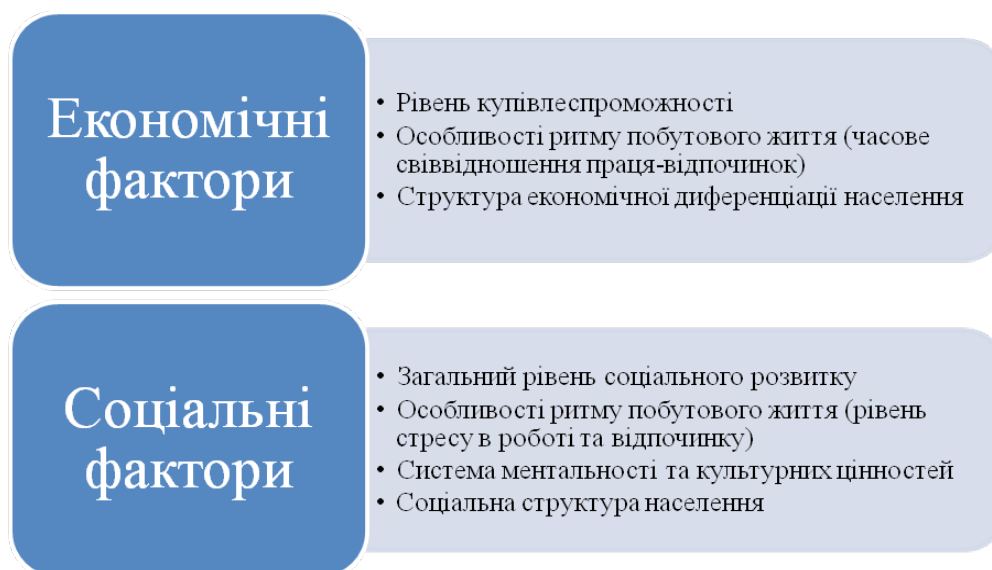 Економічні
фактори
• Рівень купівлеспроможності
• Особливості ритму побутового життя (часове
свіввідношення праця-відпочинок)
• Структура економічної диференціації населення
Соціальні
фактори
• Загальний рівень соціального розвитку
• Особливості ритму побутового життя (рівень
стресу в роботі та відпочинку)
• Система ментальності та культурних цінностей
• Соціальна структура населення